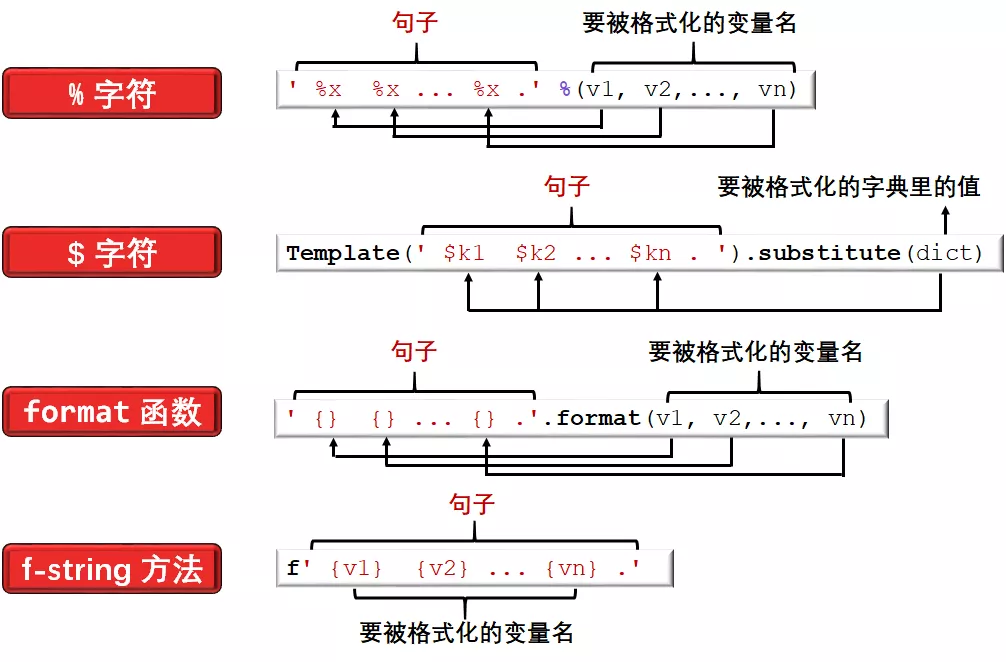 句子 要被格式化的变量名
% 字符 ' %x %x ... %x .' %(v1, v2,..., vn)
句子 要被格式化的字典里的值
$ 字符 Template(' $k1 $k2 ... $kn . ').substitute(dict)
句子 要被格式化的变量名
format 函数 ' {} {} ... {} .'.format(v1, v2,..., vn)
句子
f-string 方法 f' {v1} {v2} ... {vn} .'
要被格式化的变量名